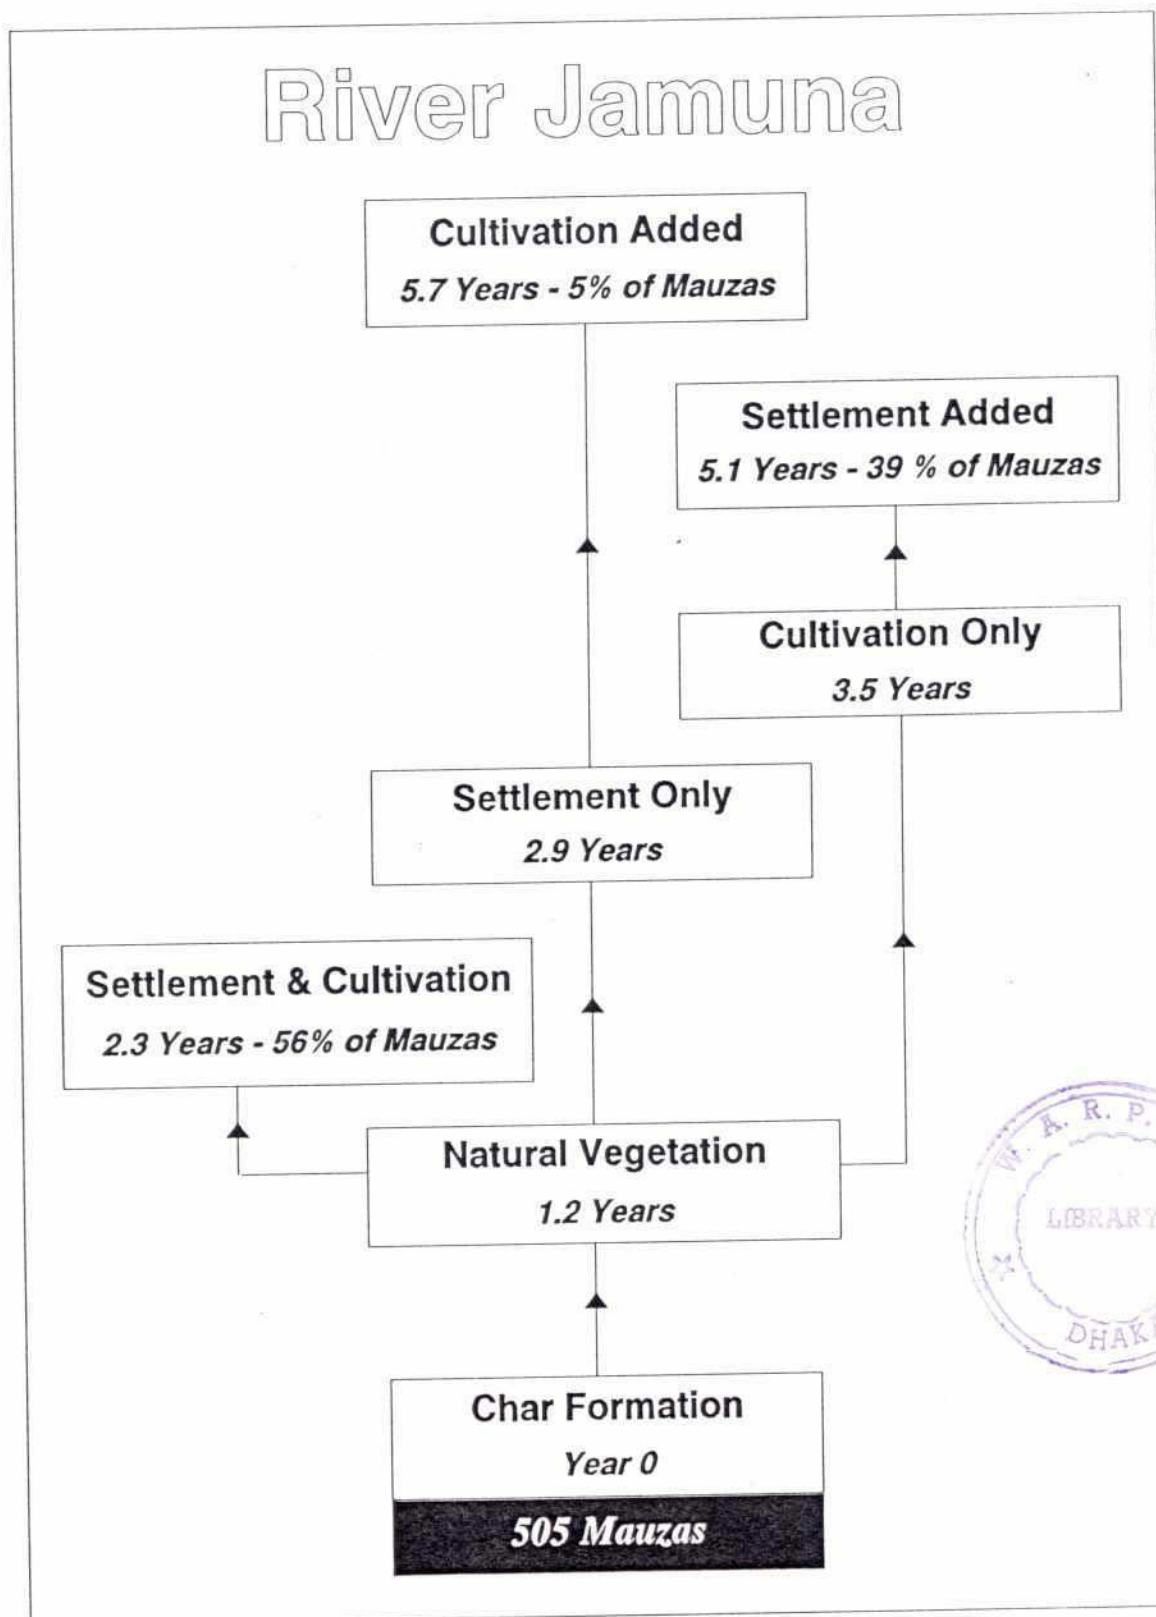 River Jamuna
Cultivation Added
5.7 Years - 5% of Mauzas
Settlement Added
5.1 Years - 39 % of Mauzas
Cultivation Only
3.5 Years
Settlement Only
2.9 Years
Settlement & Cultivation
2.3 Years - 56% of Mauzas
Natural Vegetation
1.2 Years
Char Formation
Year 0
505 Mauzas
W. A. R. P.
LIBRARY